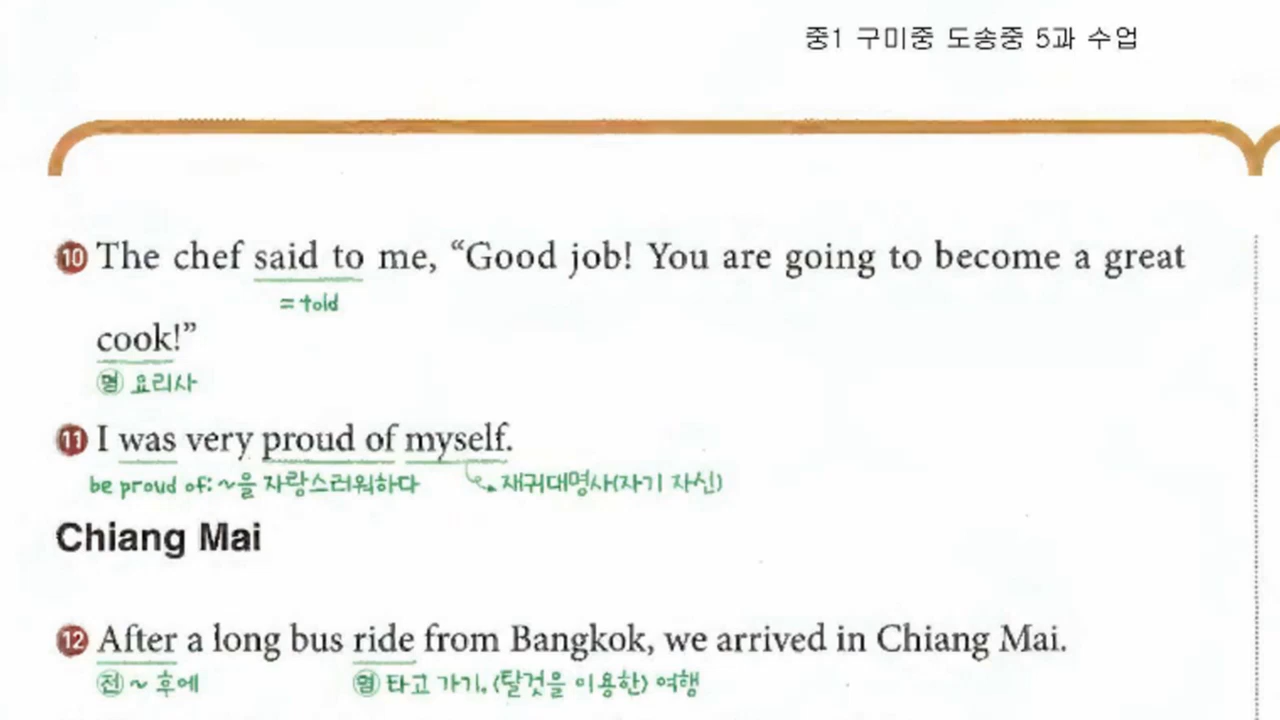 중1 구미중 도송중 5과 수업
⑩ The chef said to me, “Good job! You are going to become a great
= told
cook!”
명 요리사
⑪ I was very proud of myself.
be proud of: ~을 자랑스러워하다 재귀대명사(자기 자신)
Chiang Mai
⑫ After a long bus ride from Bangkok, we arrived in Chiang Mai.
전 ~ 후에 명 타고 가기, (탈것을 이용한) 여행